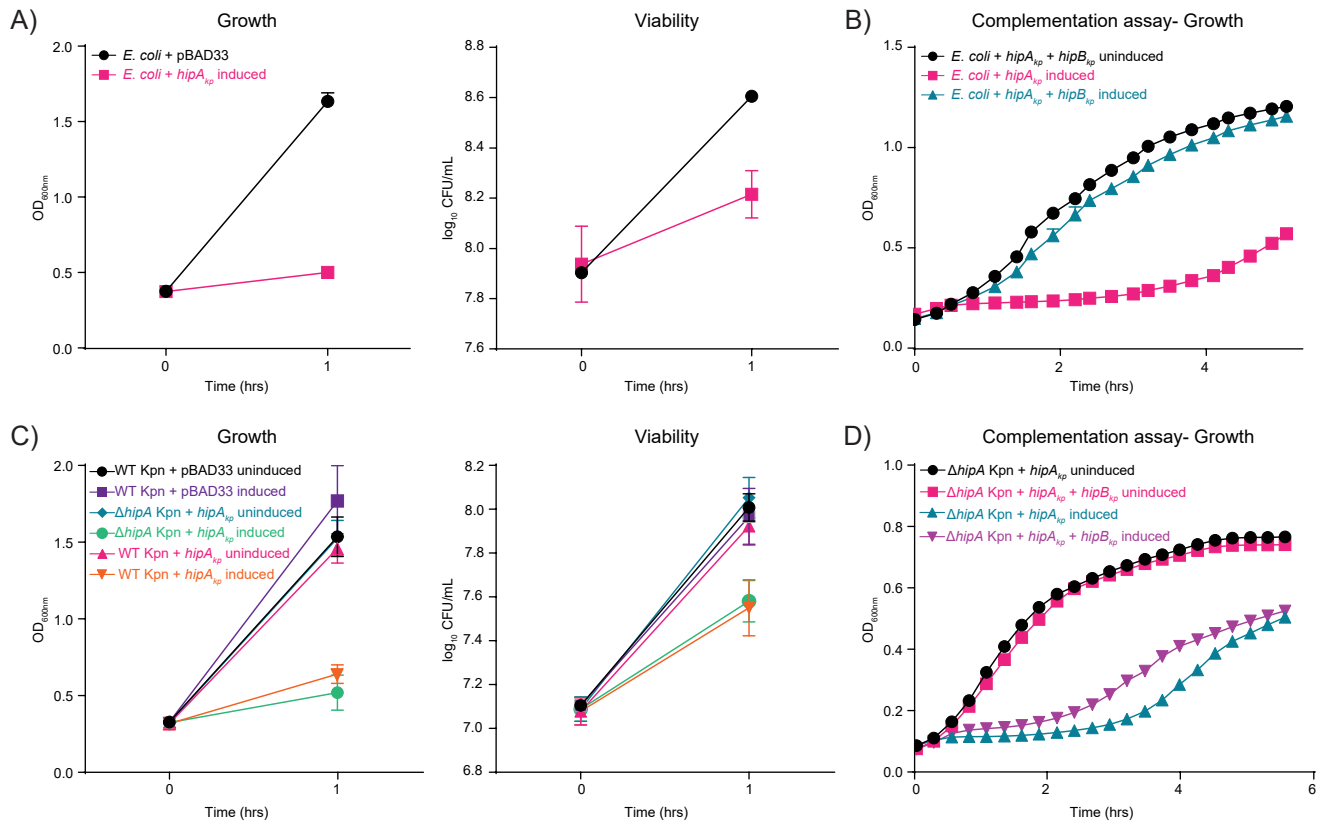 A)
Growth
OD600nm
2.0
1.5
1.0
0.5
0.0
E. coli + pBAD33
E. coli + hipAkp induced
0
1
Time (hrs)
Viability
log10 CFU/mL
8.8
8.6
8.4
8.2
8.0
7.8
7.6
0
1
Time (hrs)
B)
Complementation assay- Growth
OD600nm
1.5
1.0
0.5
0.0
E. coli + hipAkp + hipBkp uninduced
E. coli + hipAkp induced
E. coli + hipAkp + hipBkp induced
0
2
4
Time (hrs)
C)
Growth
OD600nm
2.0
1.5
1.0
0.5
0.0
WT Kpn + pBAD33 uninduced
WT Kpn + pBAD33 induced
ΔhipA Kpn + hipAkp uninduced
ΔhipA Kpn + hipAkp induced
WT Kpn + hipAkp uninduced
WT Kpn + hipAkp induced
0
1
Time (hrs)
Viability
log10 CFU/mL
8.2
8.0
7.8
7.6
7.4
7.2
7.0
6.8
0
1
Time (hrs)
D)
Complementation assay- Growth
OD600nm
1.0
0.8
0.6
0.4
0.2
0.0
ΔhipA Kpn + hipAkp uninduced
ΔhipA Kpn + hipAkp + hipBkp uninduced
ΔhipA Kpn + hipAkp induced
ΔhipA Kpn + hipAkp + hipBkp induced
0
2
4
6
Time (hrs)